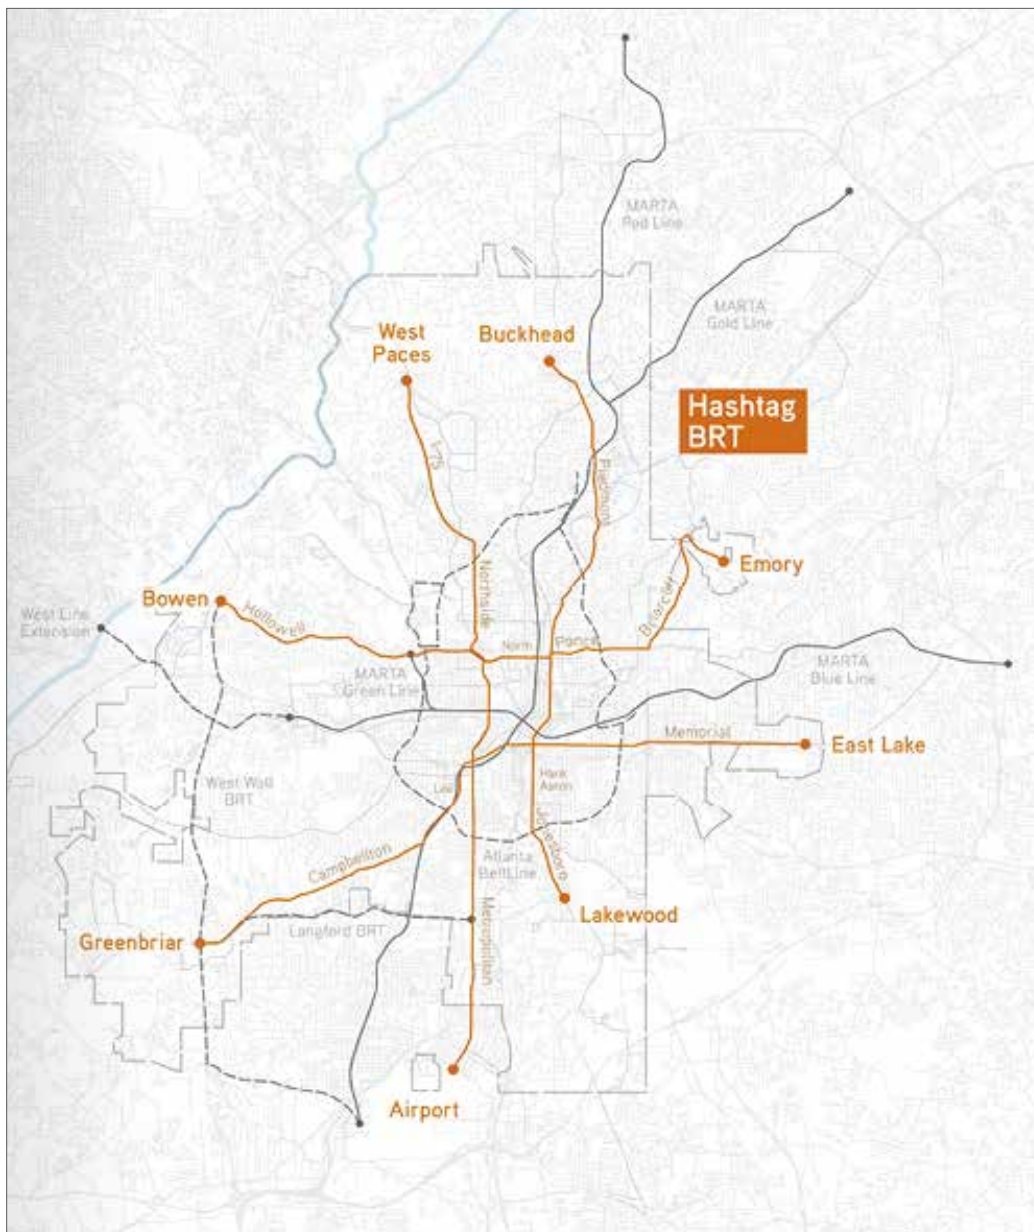 MARTA
Red Line
MARTA
Gold Line
West
Paces
Buckhead
Hashtag
BRT
I-75
Piedmont
Emory
Northside
Bowen
Hollowell
Briarcliff
West Line
Extension
North
Ponce
MARTA
Green Line
MARTA
Blue Line
Memorial
East Lake
West Wall
BRT
Lee
Hank
Aaron
Jonesboro
Campbellton
Atlanta
BeltLine
Lakewood
Metropolitan
Langford BRT
Greenbriar
Airport